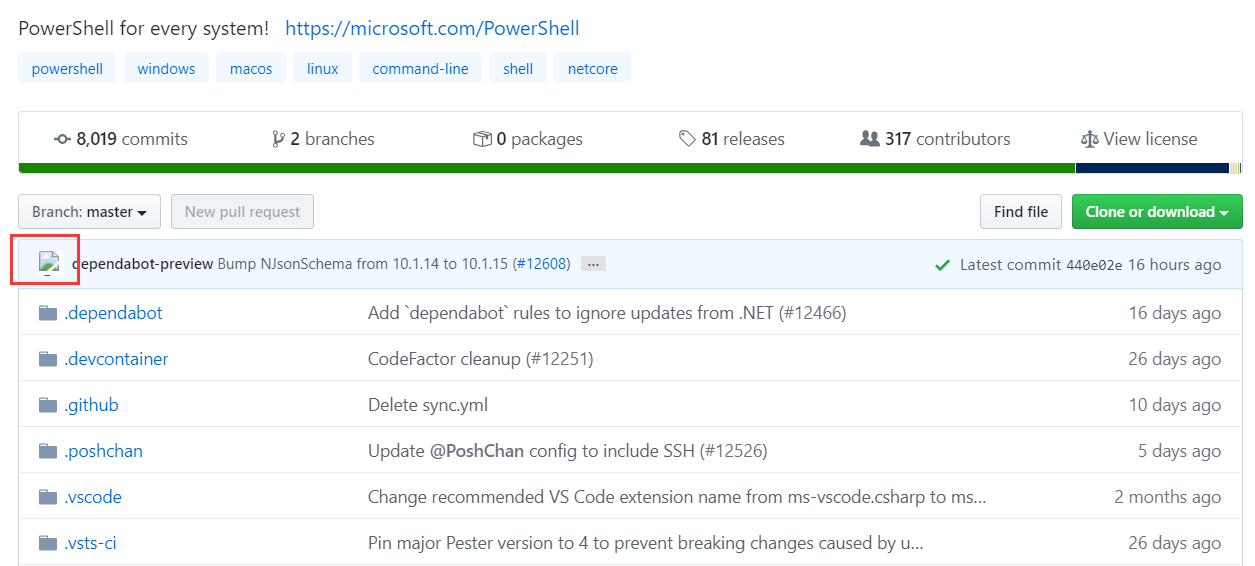 PowerShell for every system! https://microsoft.com/PowerShell
powershell windows macos linux command-line shell netcore
8,019 commits 2 branches 0 packages 81 releases 317 contributors View license
Branch: master New pull request Find file Clone or download
dependabot-preview Bump NJsonSchema from 10.1.14 to 10.1.15 (#12608) ... Latest commit 440e02e 16 hours ago
.dependabot Add `dependabot` rules to ignore updates from .NET (#12466) 16 days ago
.devcontainer CodeFactor cleanup (#12251) 26 days ago
.github Delete sync.yml 10 days ago
.poshchan Update @PoshChan config to include SSH (#12526) 5 days ago
.vscode Change recommended VS Code extension name from ms-vscode.csharp to ms... 2 months ago
.vsts-ci Pin major Pester version to 4 to prevent breaking changes caused by u... 26 days ago